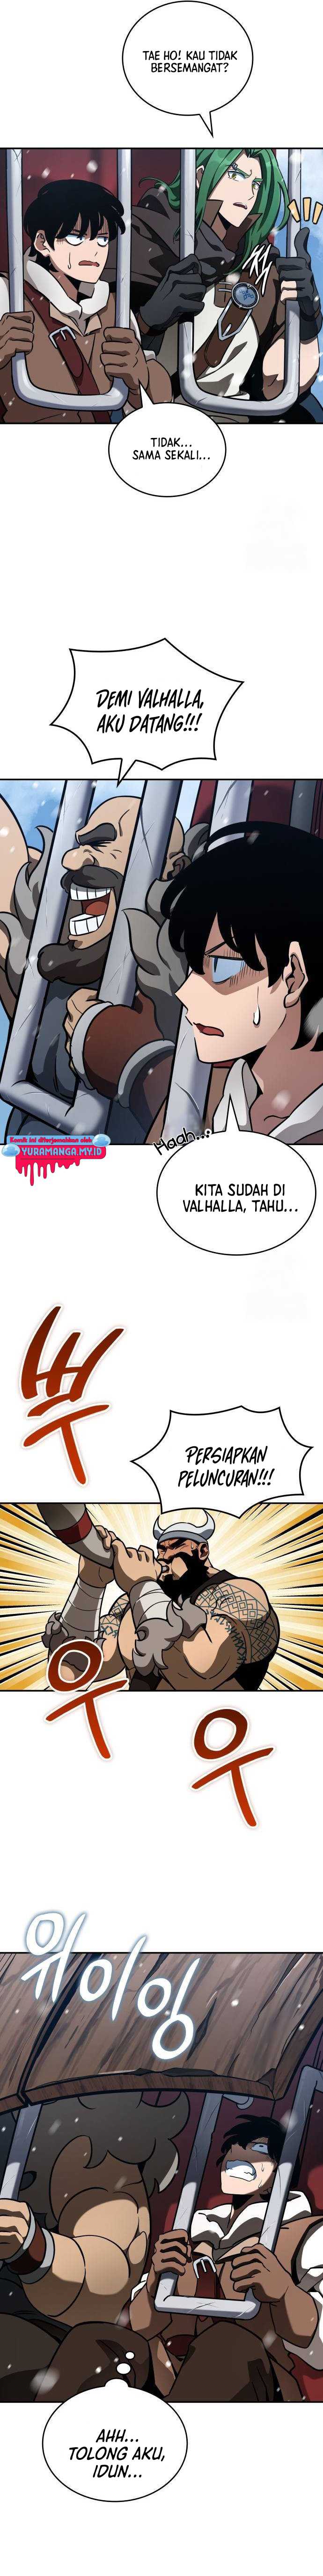 TAE HO! KAU TIDAK
BERSEMANGAT?
TIDAK...
SAMA SEKALI...
DEMI VALHALLA,
AKU DATANG!!!
Komik ini diterjemahkan oleh
YURAMANGA.MY.ID
Haah...
KITA SUDAH DI
VALHALLA, TAHU...
뿌
PERSIAPKAN
PELUNCURAN!!!
우
우
위이잉
AHH...
TOLONG AKU,
IDUN...